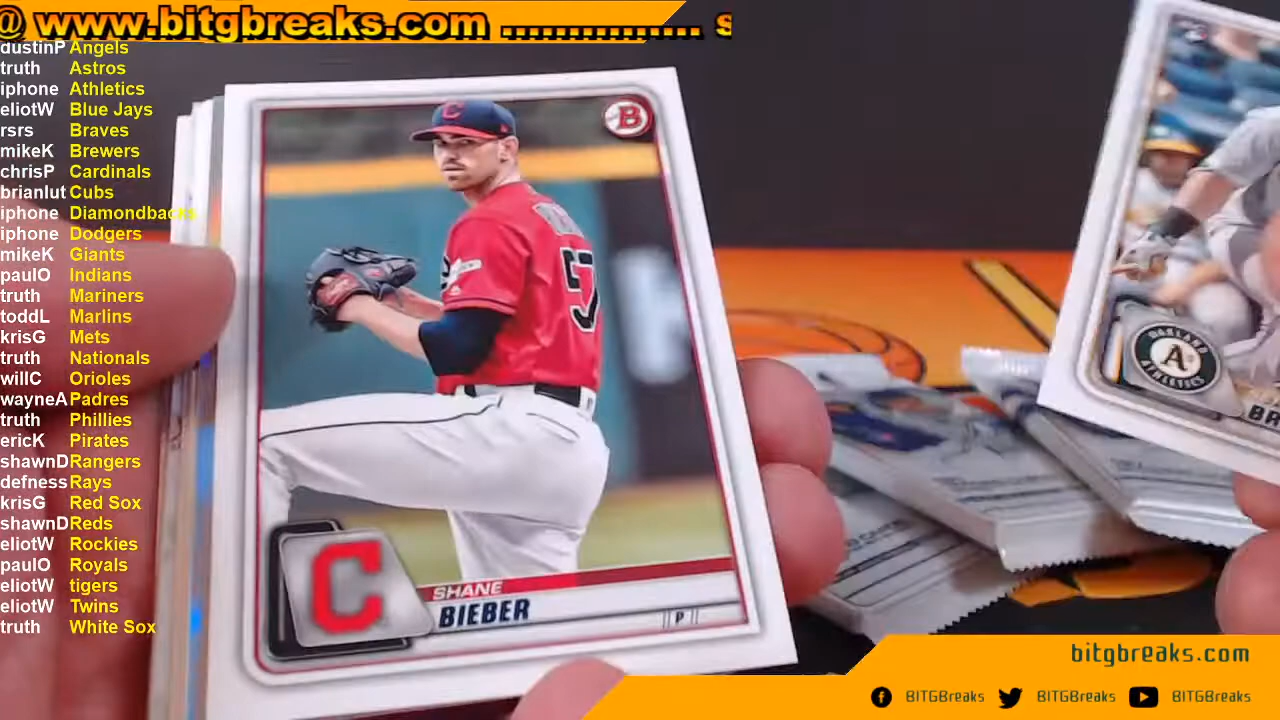 @ www.bitgbreaks.com ............... s
dustinP Angels
truth Astros
iphone Athletics
eliotW Blue Jays
rsrs Braves
mikeK Brewers
chrisP Cardinals
brianlut Cubs
iphone Diamondbacks
iphone Dodgers
mikeK Giants
paulO Indians
truth Mariners
toddL Marlins
krisG Mets
truth Nationals
willC Orioles
wayneA Padres
truth Phillies
ericK Pirates
shawnD Rangers
defness Rays
krisG Red Sox
shawnD Reds
eliotW Rockies
paulO Royals
eliotW tigers
eliotW Twins
truth White Sox
B
C
57
C
SHANE
BIEBER
P
OAKLAND
A's
ATHLETICS
BR
bitgbreaks.com
BITGBreaks BITGBreaks BITGBreaks